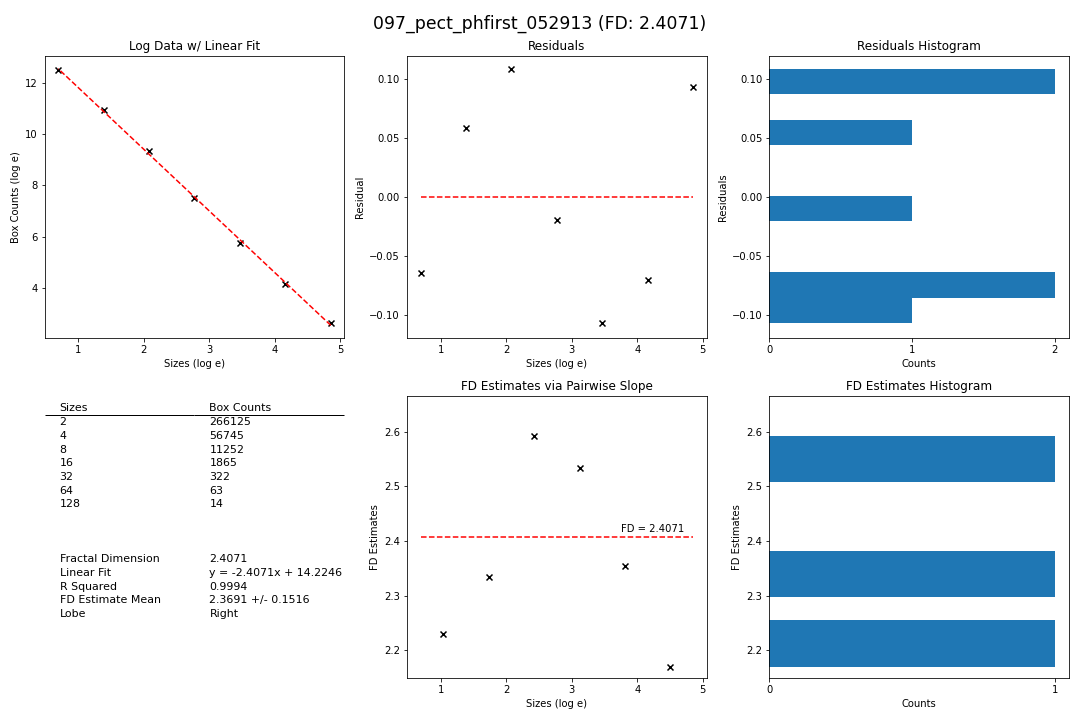 097_pect_phfirst_052913 (FD: 2.4071)
Log Data w/ Linear Fit
Box Counts (log e)
12
10
8
6
4
1 2 3 4 5
Sizes (log e)
Residuals
Residual
0.10
0.05
0.00
−0.05
−0.10
1 2 3 4 5
Sizes (log e)
Residuals Histogram
Residuals
0.10
0.05
0.00
−0.05
−0.10
0 1 2
Counts
Sizes Box Counts
2 266125
4 56745
8 11252
16 1865
32 322
64 63
128 14
Fractal Dimension 2.4071
Linear Fit y = -2.4071x + 14.2246
R Squared 0.9994
FD Estimate Mean 2.3691 +/- 0.1516
Lobe Right
FD Estimates via Pairwise Slope
FD Estimates
2.6
2.5
2.4
2.3
2.2
FD = 2.4071
1 2 3 4 5
Sizes (log e)
FD Estimates Histogram
FD Estimates
2.6
2.5
2.4
2.3
2.2
0 1
Counts